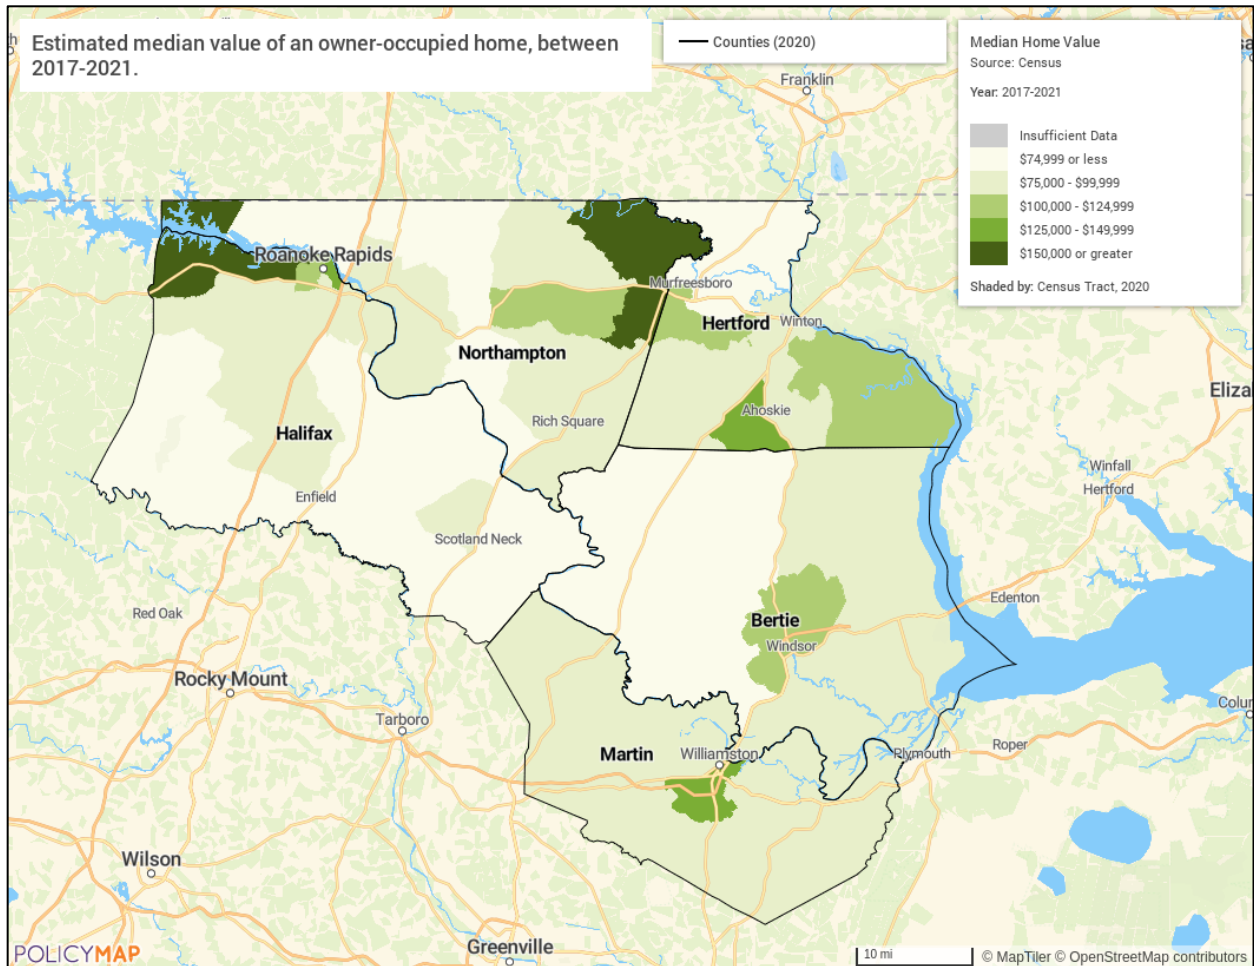 Estimated median value of an owner-occupied home, between
2017-2021.
Counties (2020)
Median Home Value
Source: Census
Year: 2017-2021
Insufficient Data
$74,999 or less
$75,000 - $99,999
$100,000 - $124,999
$125,000 - $149,999
$150,000 or greater
Shaded by: Census Tract, 2020
Franklin
Roanoke Rapids
Murfreesboro
Hertford
Winton
Northampton
Eliza
Ahoskie
Rich Square
Halifax
Winfall
Hertford
Enfield
Scotland Neck
Edenton
Red Oak
Bertie
Windsor
Rocky Mount
Colum
Tarboro
Roper
Martin
Williamston
Plymouth
Wilson
Greenville
POLICYMAP
10 mi
© MapTiler © OpenStreetMap contributors